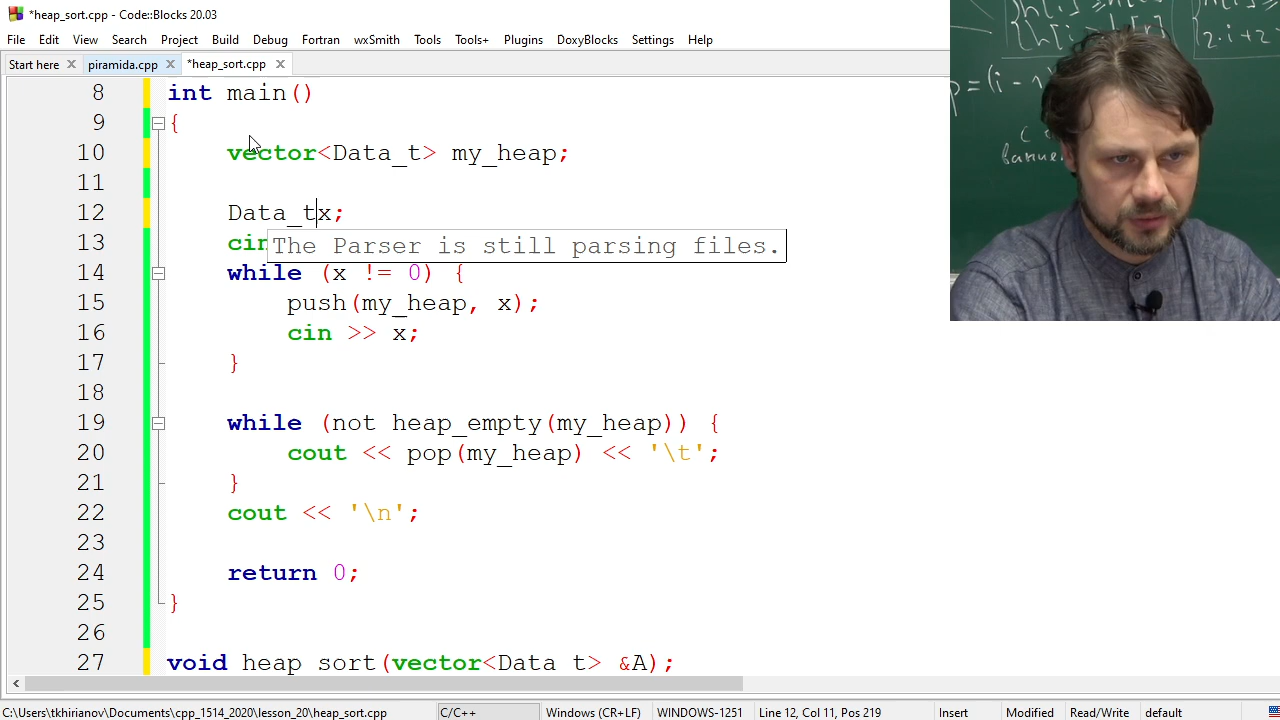 *heap_sort.cpp - Code::Blocks 20.03
File Edit View Search Project Build Debug Fortran wxSmith Tools Tools+ Plugins DoxyBlocks Settings Help
Start here piramida.cpp *heap_sort.cpp
8 int main()
9 {
10 vector<Data_t> my_heap;
11
12 Data_tx;
13 cin
The Parser is still parsing files.
14 while (x != 0) {
15 push(my_heap, x);
16 cin >> x;
17 }
18
19 while (not heap_empty(my_heap)) {
20 cout << pop(my_heap) << '\t';
21 }
22 cout << '\n';
23
24 return 0;
25 }
26
27 void heap_sort(vector<Data_t> &A);
C:\Users\tkhirianov\Documents\cpp_1514_2020\lesson_20\heap_sort.cpp C/C++ Windows (CR+LF) WINDOWS-1251 Line 12, Col 11, Pos 219 Insert Modified Read/Write default